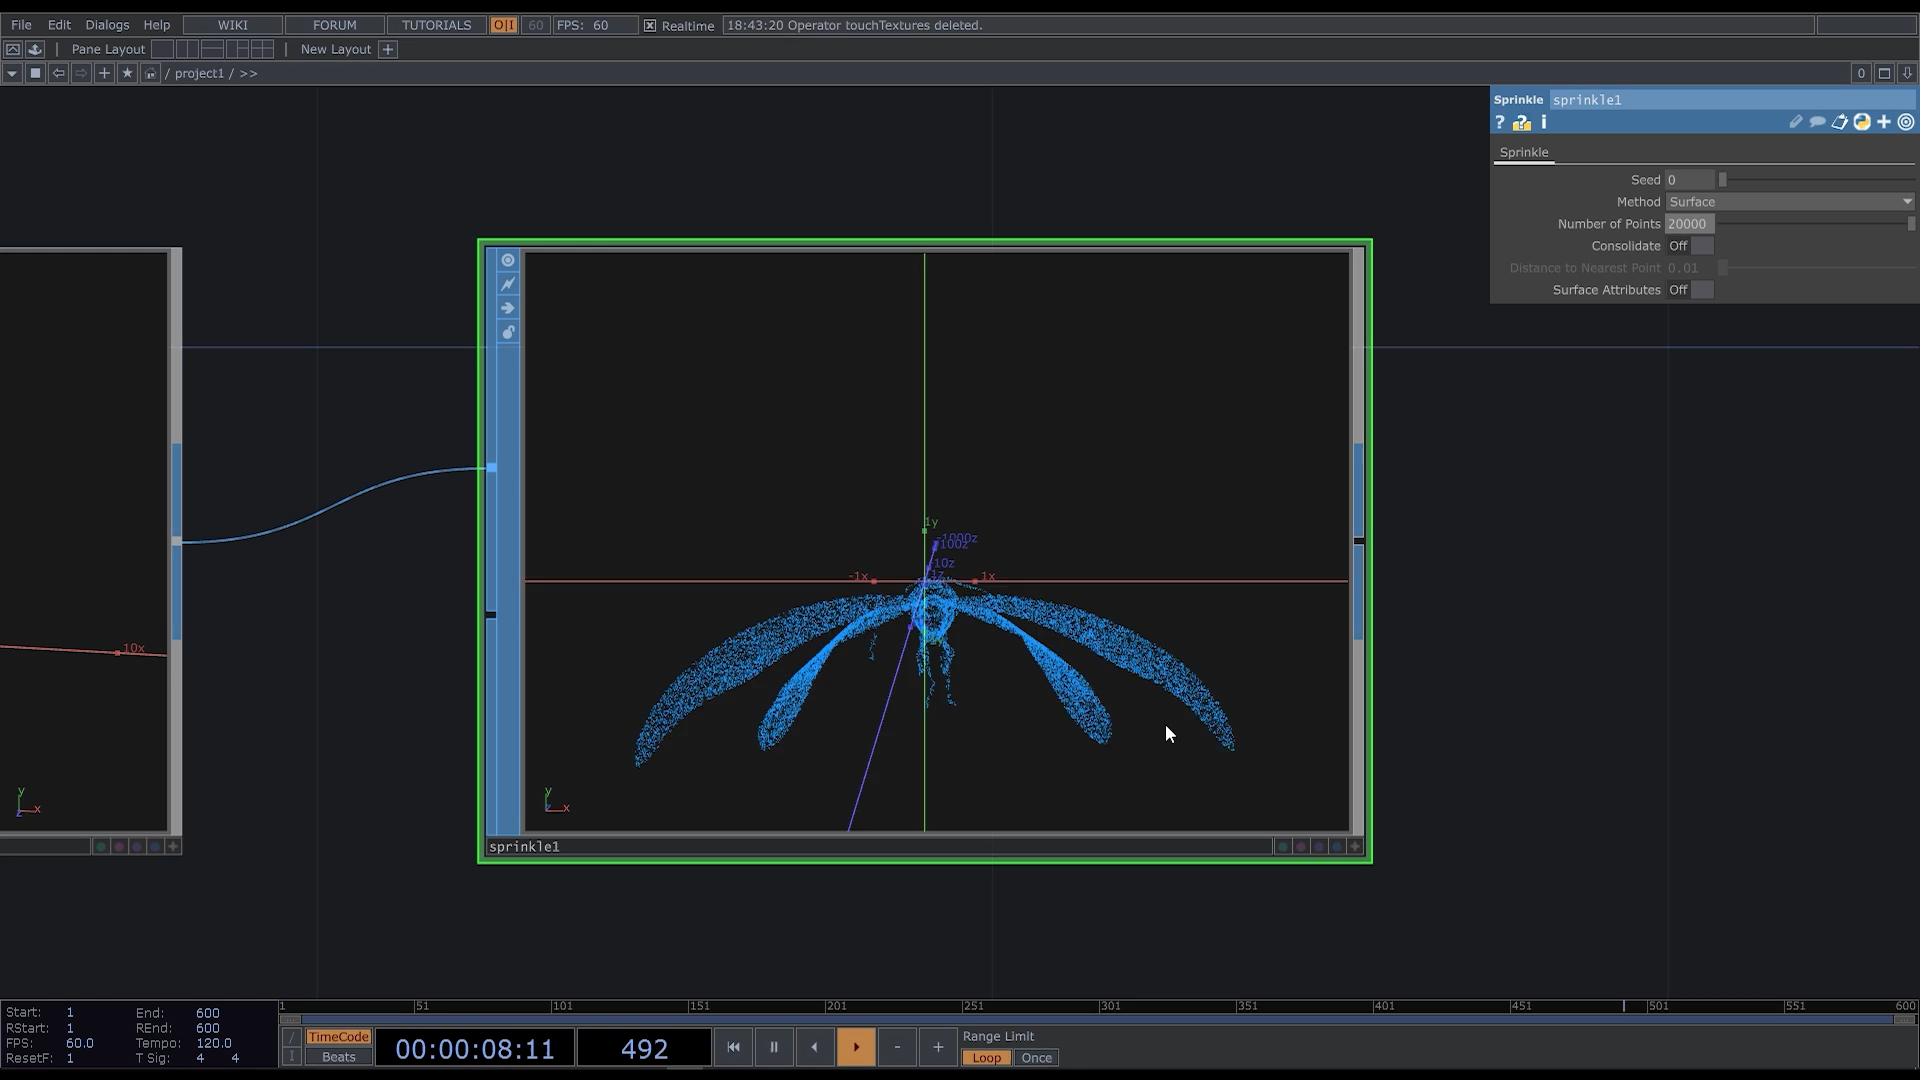 File Edit Dialogs Help WIKI FORUM TUTORIALS O|I 60 FPS: 60 Realtime 18:43:20 Operator touchTextures deleted.
Pane Layout New Layout +
/ project1 / >> 0
Sprinkle sprinkle1
? ? i
Sprinkle
Seed 0
Method Surface
Number of Points 20000
Consolidate Off
Distance to Nearest Point 0.01
Surface Attributes Off
1y
-1000z
-100z
-10z
-1x 1x
10x
y
x
z
y
x
z
sprinkle1
1 51 101 151 201 251 301 351 401 451 501 551 600
Start: 1 End: 600
RStart: 1 REnd: 600
FPS: 60.0 Tempo: 120.0
ResetF: 1 T Sig: 4 4
TimeCode
Beats
00:00:08:11 492 - +
Range Limit
Loop Once